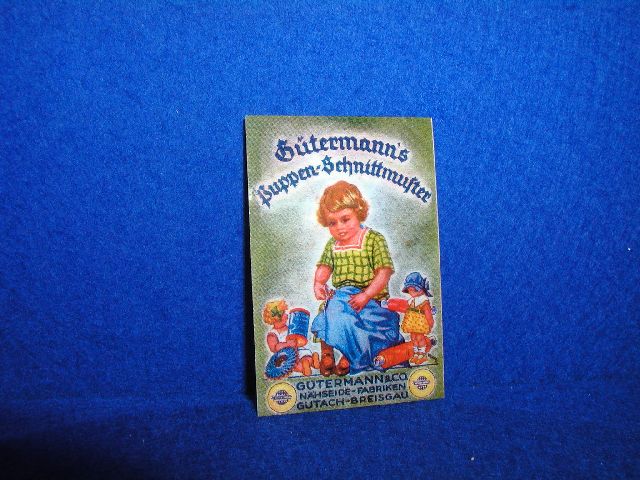 Gütermann's
Puppen-Schnittmuster
GÜTERMANN & CO.
NÄHSEIDE-FABRIKEN
GUTACH-BREISGAU